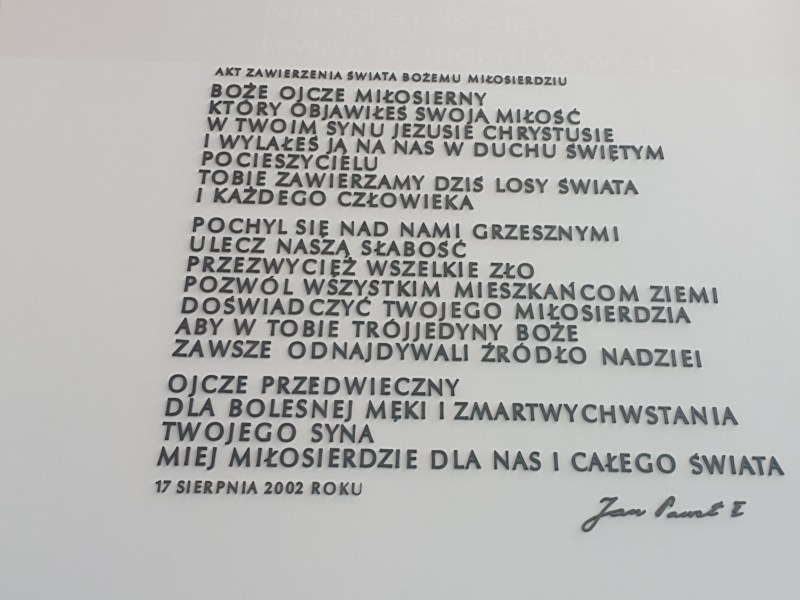 AKT ZAWIERZENIA ŚWIATA BOŻEMU MIŁOSIERDZIU
BOŻE OJCZE MIŁOSIERNY
KTÓRY OBJAWIŁEŚ SWOJĄ MIŁOŚĆ
W TWOIM SYNU JEZUSIE CHRYSTUSIE
I WYLAŁEŚ JĄ NA NAS W DUCHU ŚWIĘTYM
POCIESZYCIELU
TOBIE ZAWIERZAMY DZIŚ LOSY ŚWIATA
I KAŻDEGO CZŁOWIEKA
POCHYL SIĘ NAD NAMI GRZESZNYMI
ULECZ NASZĄ SŁABOŚĆ
PRZEZWYCIĘŻ WSZELKIE ZŁO
POZWÓL WSZYSTKIM MIESZKAŃCOM ZIEMI
DOŚWIADCZYĆ TWOJEGO MIŁOSIERDZIA
ABY W TOBIE TRÓJJEDYNY BOŻE
ZAWSZE ODNAJDYWALI ŹRÓDŁO NADZIEI
OJCZE PRZEDWIECZNY
DLA BOLESNEJ MĘKI I ZMARTWYCHWSTANIA
TWOJEGO SYNA
MIEJ MIŁOSIERDZIE DLA NAS I CAŁEGO ŚWIATA
17 SIERPNIA 2002 ROKU
Jan Paweł II